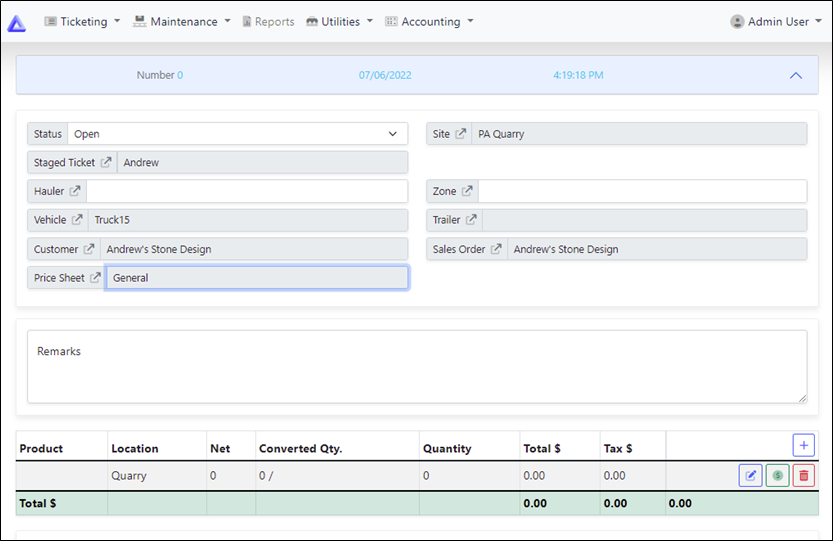 Ticketing Maintenance Reports Utilities Accounting Admin User
Number 0 07/06/2022 4:19:18 PM
Status Open Site PA Quarry
Staged Ticket Andrew
Hauler Zone
Vehicle Truck15 Trailer
Customer Andrew's Stone Design Sales Order Andrew's Stone Design
Price Sheet General
Remarks
Product Location Net Converted Qty. Quantity Total $ Tax $
Quarry 0 0 / 0 0.00 0.00
Total $ 0.00 0.00 0.00